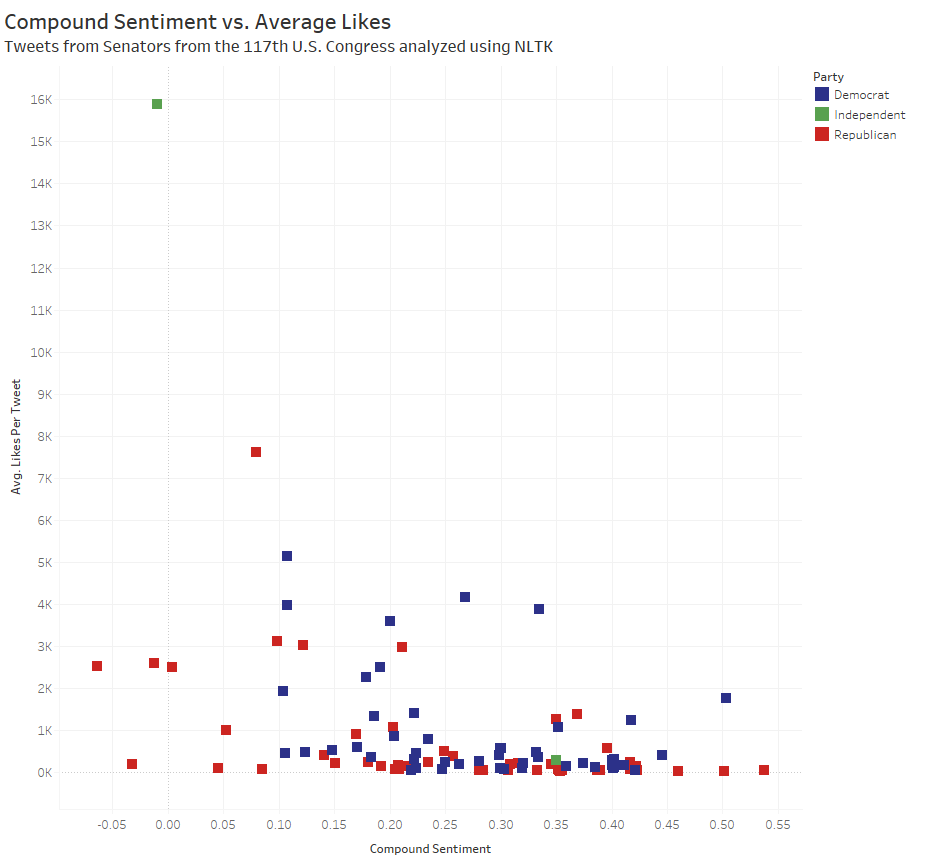 Compound Sentiment vs. Average Likes
Tweets from Senators from the 117th U.S. Congress analyzed using NLTK
Party
Democrat
Independent
Republican
16K
15K
14K
13K
12K
11K
10K
9K
8K
7K
6K
5K
4K
3K
2K
1K
0K
Avg. Likes Per Tweet
-0.05 0.00 0.05 0.10 0.15 0.20 0.25 0.30 0.35 0.40 0.45 0.50 0.55
Compound Sentiment